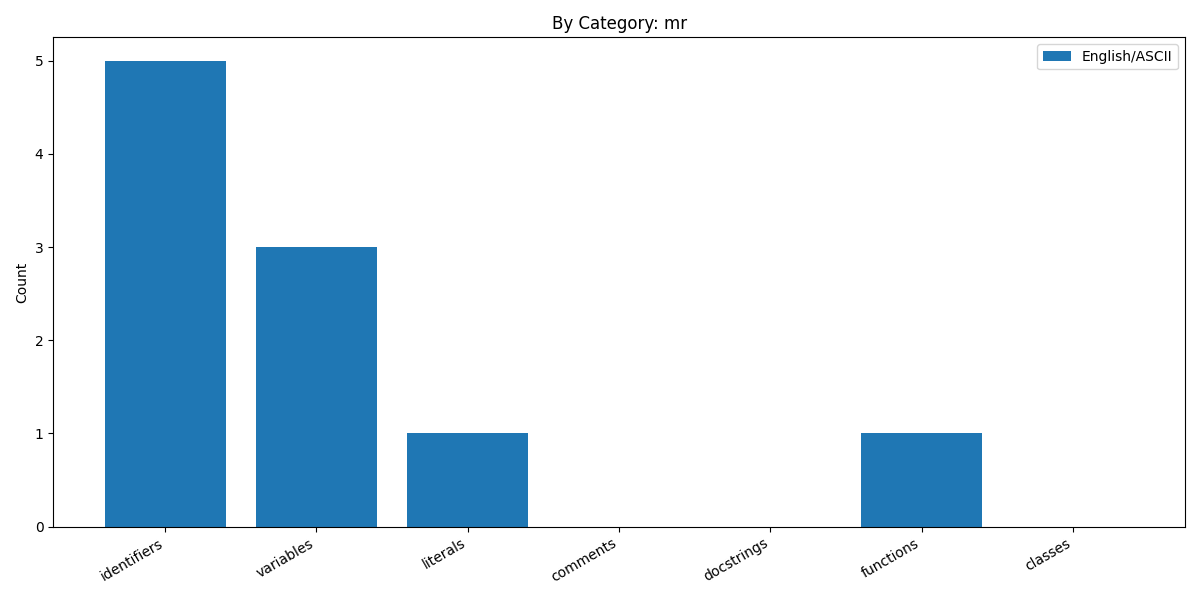 By Category: mr
English/ASCII
Count
5
4
3
2
1
0
identifiers
variables
literals
comments
docstrings
functions
classes